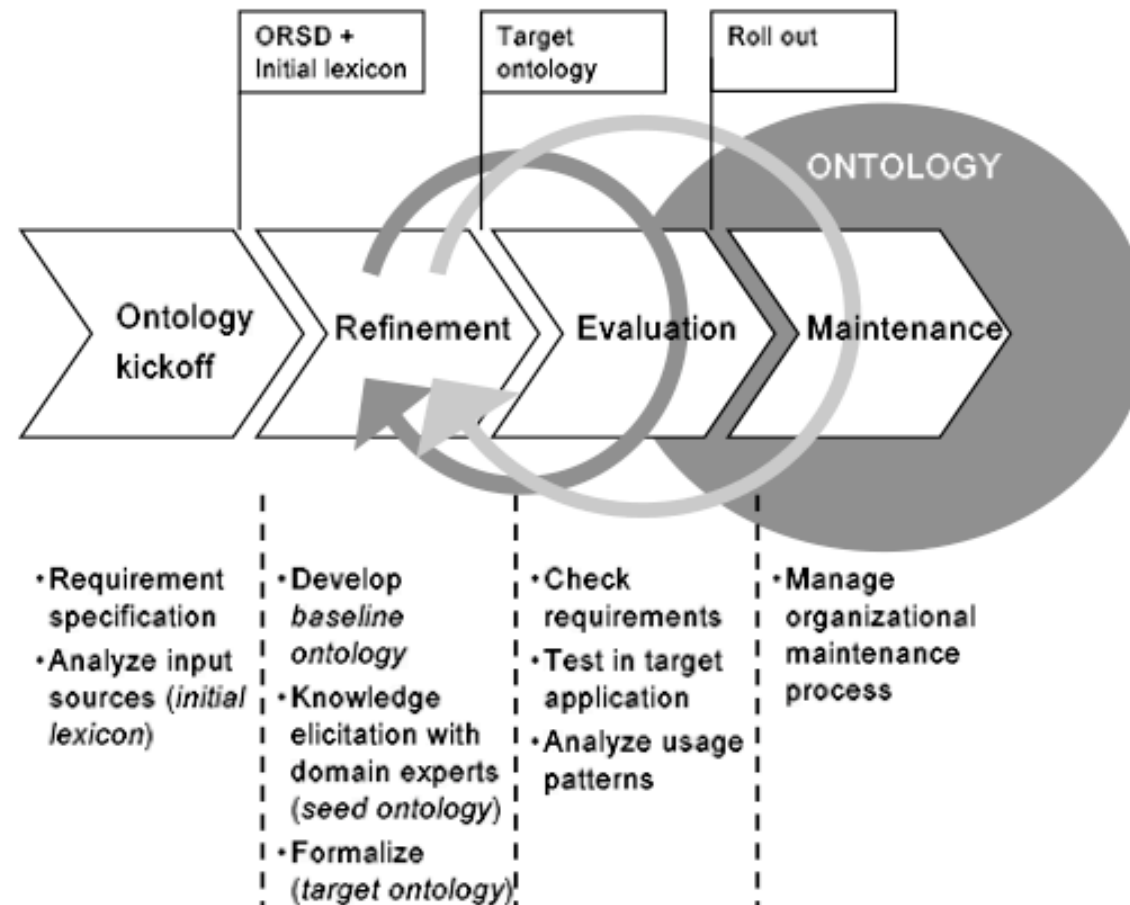 ORSD +
Initial lexicon
Target
ontology
Roll out
ONTOLOGY
Ontology
kickoff
Refinement
Evaluation
Maintenance
•Requirement
specification
•Analyze input
sources (initial
lexicon)
•Develop
baseline
ontology
•Knowledge
elicitation with
domain experts
(seed ontology)
•Formalize
(target ontology)
•Check
requirements
•Test in target
application
•Analyze usage
patterns
•Manage
organizational
maintenance
process